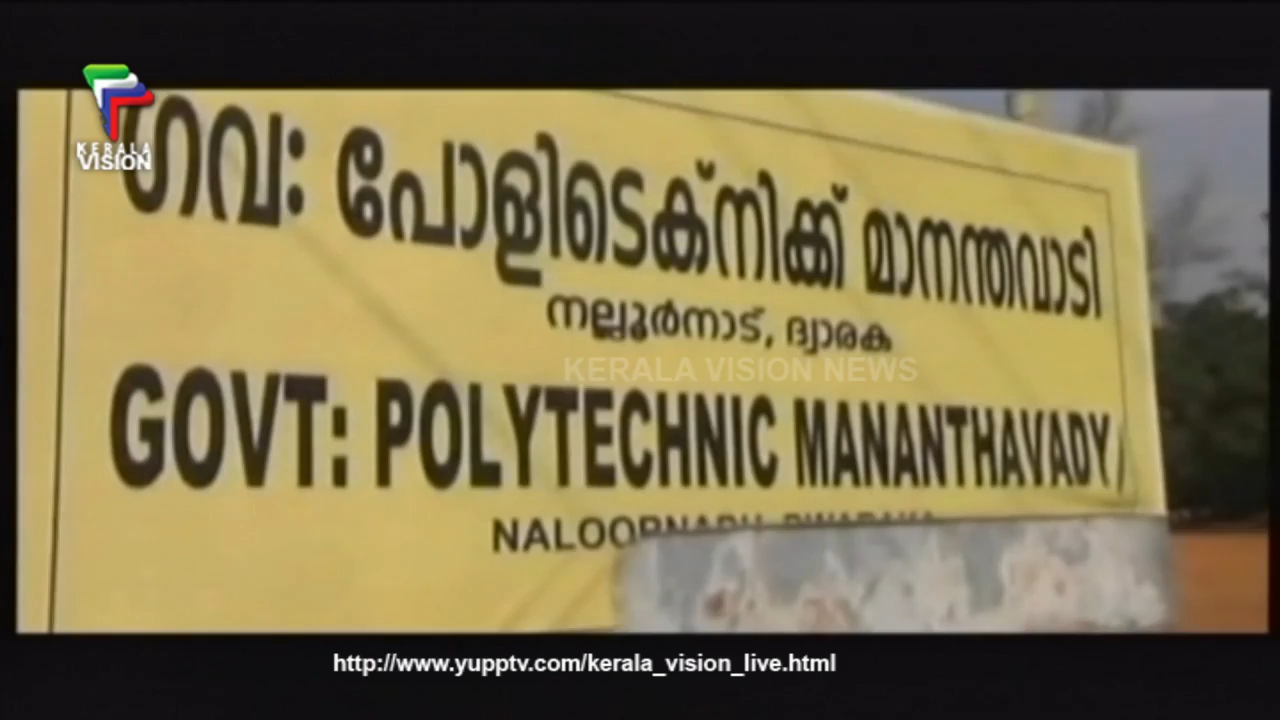 KERALA
VISION
ഗവ: പോളിടെക്നിക്ക് മാനന്തവാടി
നല്ലൂർനാട്, ദ്വാരക
KERALA VISION NEWS
GOVT: POLYTECHNIC MANANTHAVADY
http://www.yupptv.com/kerala_vision_live.html